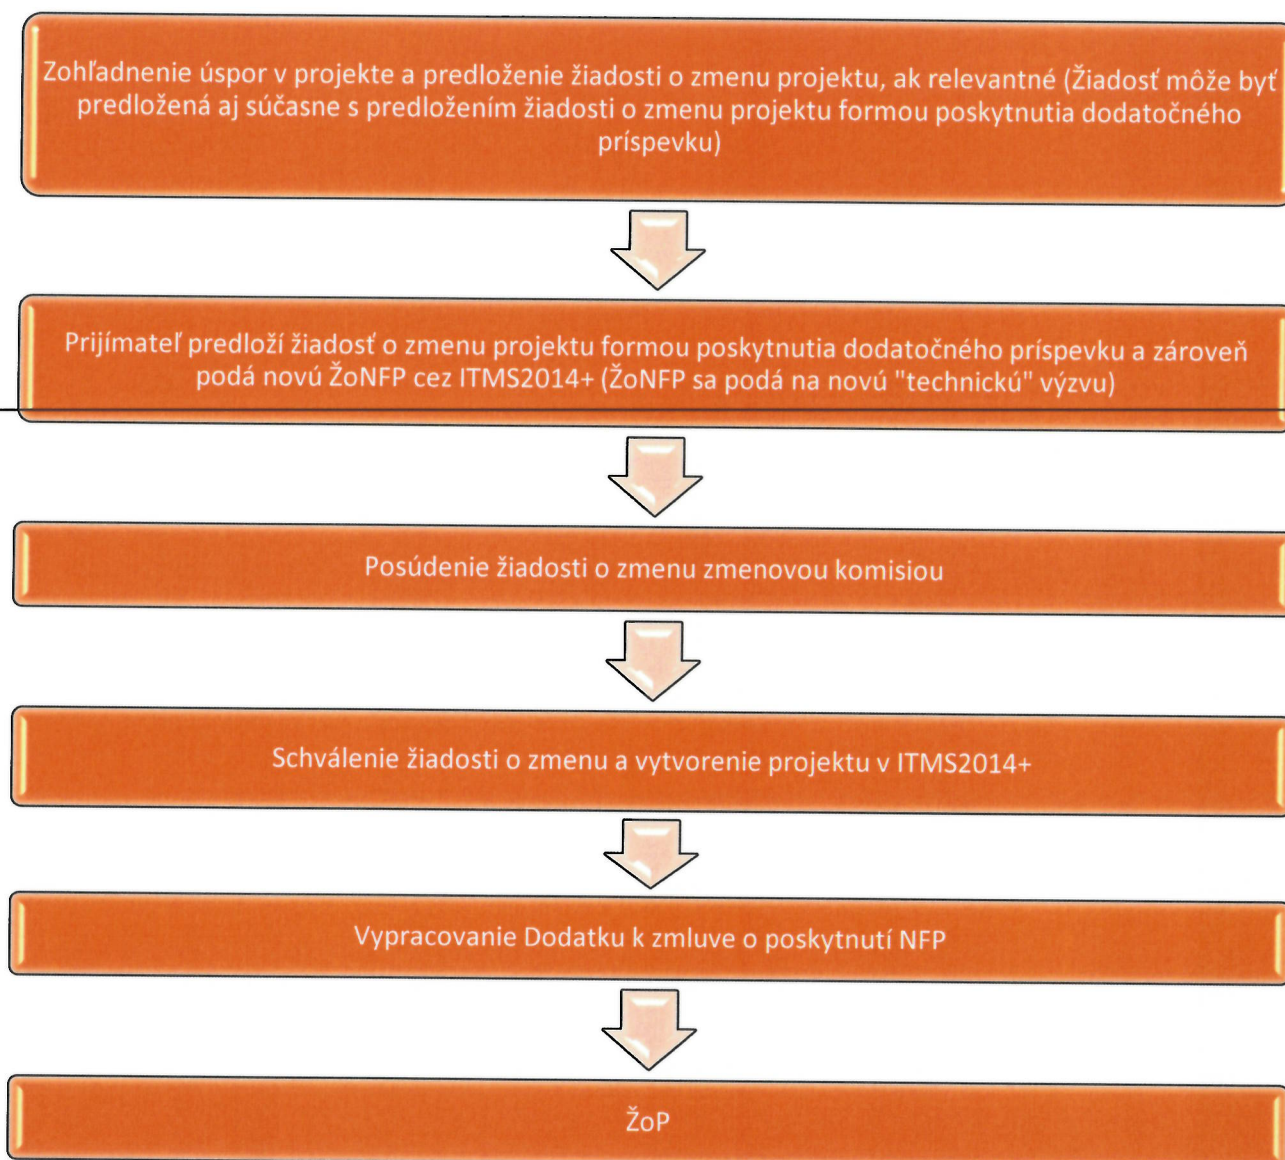 Zohľadnenie úspor v projekte a predloženie žiadosti o zmenu projektu, ak relevantné (Žiadosť môže byť
predložená aj súčasne s predložením žiadosti o zmenu projektu formou poskytnutia dodatočného
príspevku)
Prijímateľ predloží žiadosť o zmenu projektu formou poskytnutia dodatočného príspevku a zároveň
podá novú ŽoNFP cez ITMS2014+ (ŽoNFP sa podá na novú "technickú" výzvu)
Posúdenie žiadosti o zmenu zmenovou komisiou
Schválenie žiadosti o zmenu a vytvorenie projektu v ITMS2014+
Vypracovanie Dodatku k zmluve o poskytnutí NFP
ŽoP